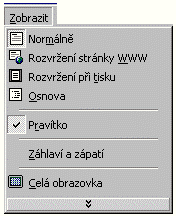 Zobrazit
Normálně
Rozvržení stránky WWW
Rozvržení při tisku
Osnova
Pravítko
Záhlaví a zápatí
Celá obrazovka